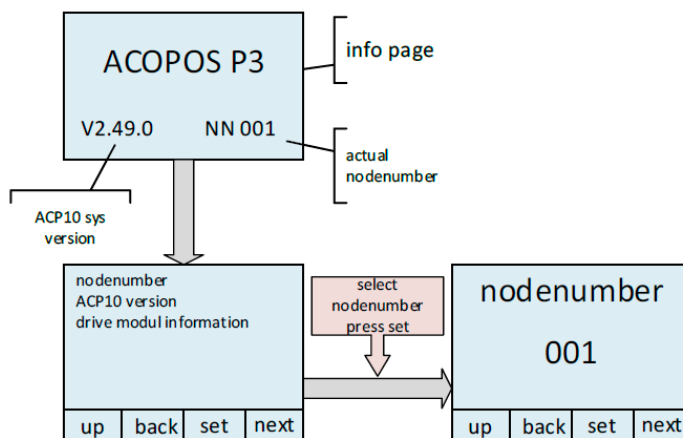 ACOPOS P3
info page
V2.49.0 NN 001
actual
nodenumber
ACP10 sys
version
nodenumber
ACP10 version
drive modul information
up back set next
select
nodenumber
press set
nodenumber
001
up back set next